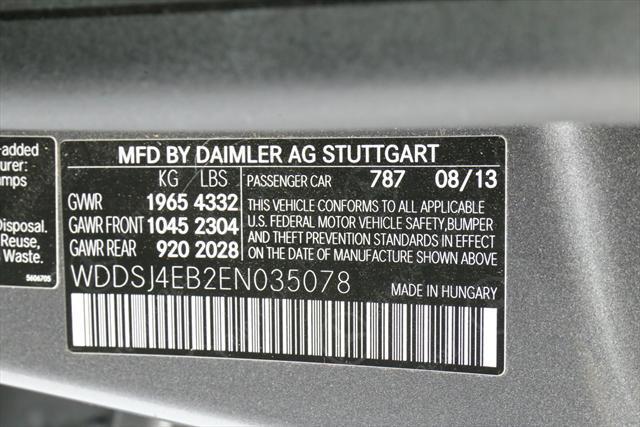 -added
urer:
amps
Disposal.
Reuse,
s Waste.
5606705
MFD BY DAIMLER AG STUTTGART
KG LBS
GVWR 1965 4332
GAWR FRONT 1045 2304
GAWR REAR 920 2028
PASSENGER CAR 787 08/13
THIS VEHICLE CONFORMS TO ALL APPLICABLE
U.S. FEDERAL MOTOR VEHICLE SAFETY, BUMPER
AND THEFT PREVENTION STANDARDS IN EFFECT
ON THE DATE OF MANUFACTURE SHOWN ABOVE
WDDSJ4EB2EN035078
MADE IN HUNGARY